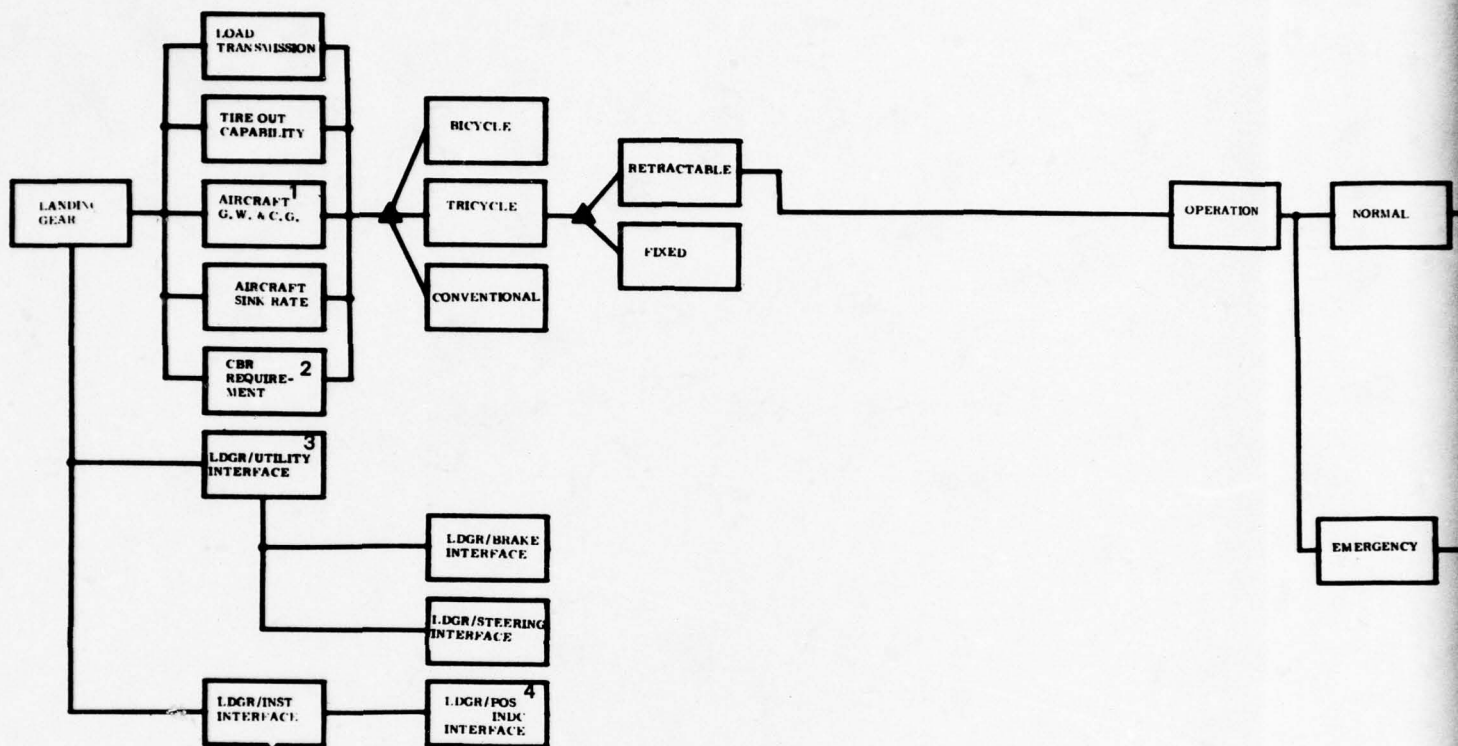 LOAD
TRANSMISSION
TIRE OUT
CAPABILITY
BICYCLE
RETRACTABLE
LANDING
GEAR
1
AIRCRAFT
G.W. & C.G.
TRICYCLE
OPERATION
NORMAL
FIXED
AIRCRAFT
SINK RATE
CONVENTIONAL
2
CBR
REQUIRE-
MENT
3
LDGR/UTILITY
INTERFACE
LDGR/BRAKE
INTERFACE
EMERGENCY
LDGR/STEERING
INTERFACE
LDGR/INST
INTERFACE
4
LDGR/POS
INDC
INTERFACE